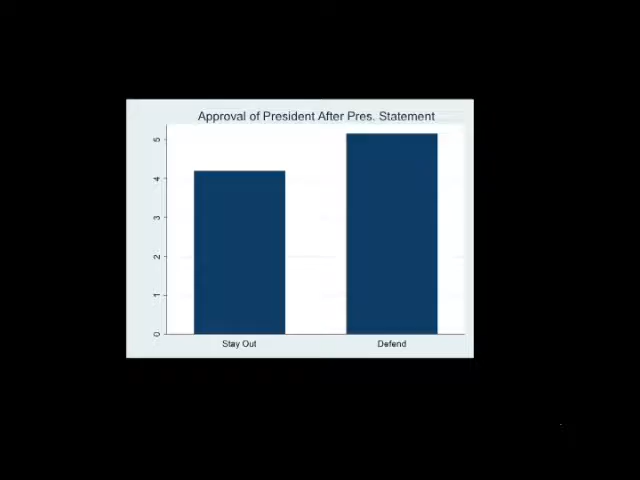 Approval of President After Pres. Statement
5
4
3
2
1
0
Stay Out
Defend